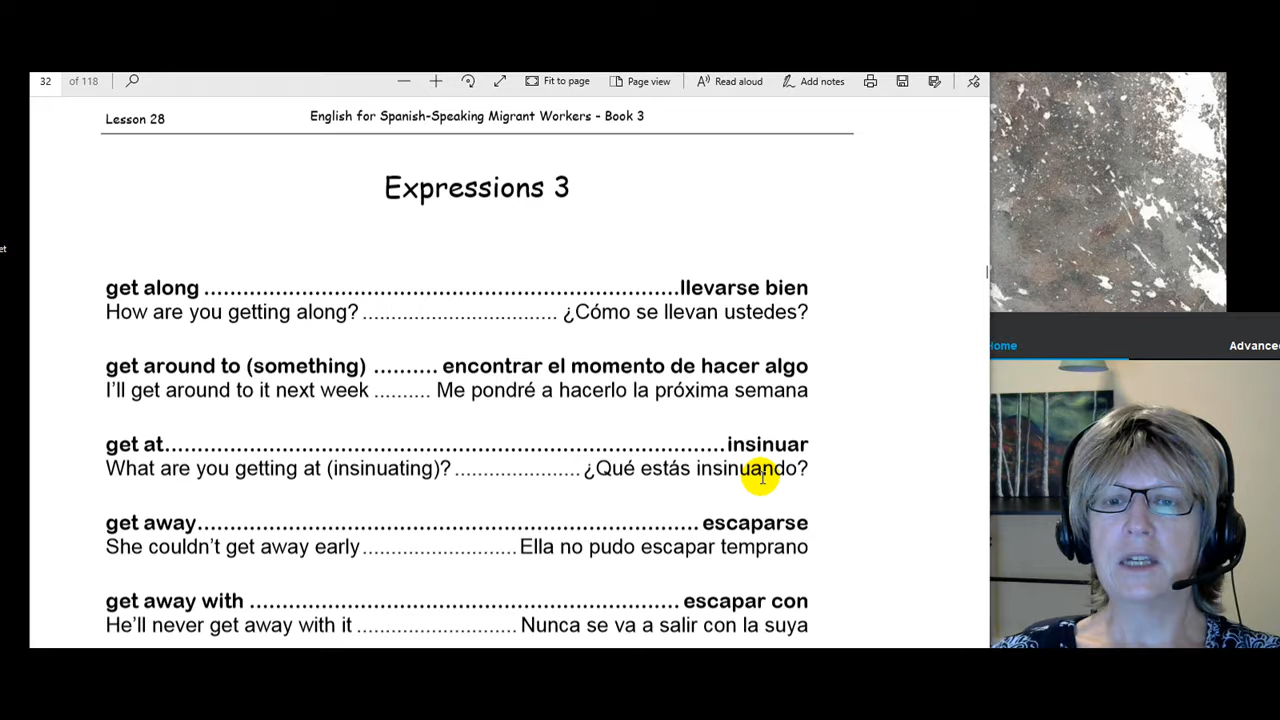 32 of 118
Fit to page
Page view
Read aloud
Add notes
Lesson 28
English for Spanish-Speaking Migrant Workers - Book 3
Expressions 3
get along ..........................................................................llevarse bien
How are you getting along? .................................. ¿Cómo se llevan ustedes?
get around to (something) .......... encontrar el momento de hacer algo
I'll get around to it next week .......... Me pondré a hacerlo la próxima semana
get at......................................................................................insinuar
What are you getting at (insinuating)? ...................... ¿Qué estás insinuando?
get away.............................................................................. escaparse
She couldn't get away early........................... Ella no pudo escapar temprano
get away with .................................................................. escapar con
He'll never get away with it ........................... Nunca se va a salir con la suya
Home
Advance